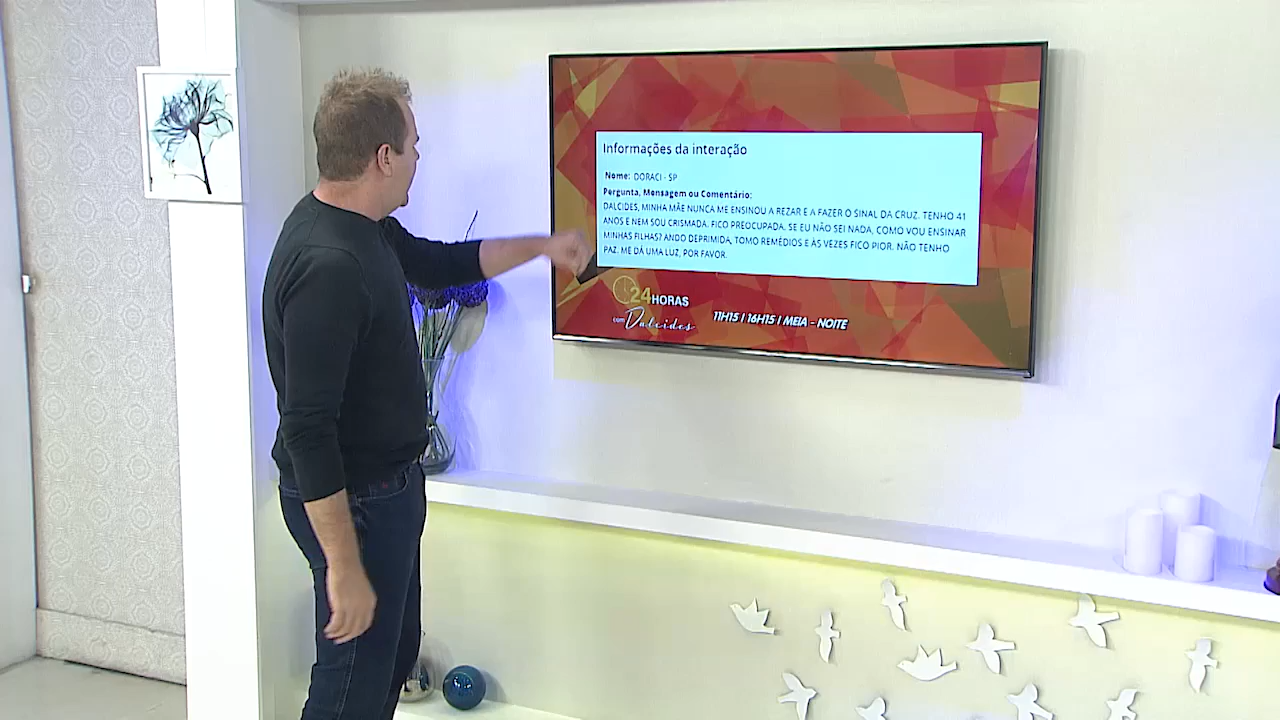 Informações da interação
Nome: DORACI - SP
Pergunta, Mensagem ou Comentário:
DALCIDES, MINHA MÃE NUNCA ME ENSINOU A REZAR E A FAZER O SINAL DA CRUZ. TENHO 41
ANOS E NEM SOU CRISMADA. FICO PREOCUPADA. SE EU NÃO SEI NADA, COMO VOU ENSINAR
MINHAS FILHAS? ANDO DEPRIMIDA, TOMO REMÉDIOS E ÀS VEZES FICO PIOR. NÃO TENHO
PAZ. ME DÁ UMA LUZ, POR FAVOR.
24HORAS
com Dalcides
11H15 / 16H15 / MEIA - NOITE